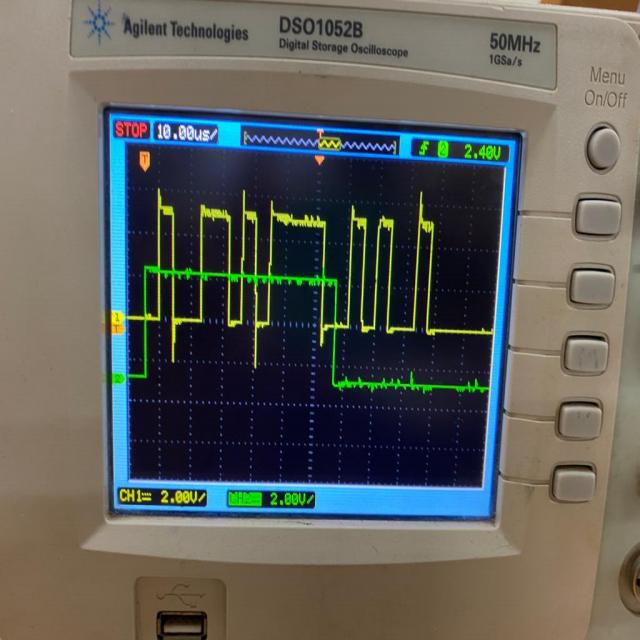 Agilent Technologies
DSO1052B
Digital Storage Oscilloscope
50MHz
1GSa/s
Menu
On/Off
STOP 10.00us/
T
2.40V
T
1
T
CH1 2.00V/ 2.00V/